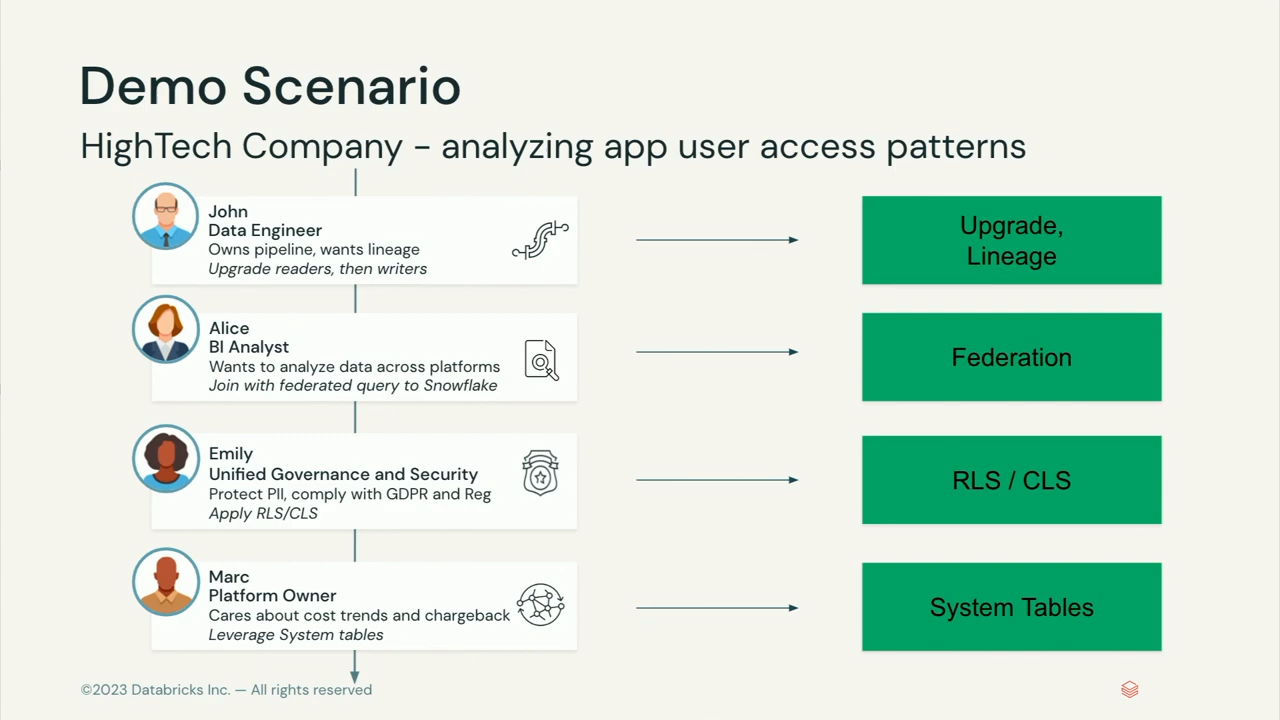 Demo Scenario
HighTech Company - analyzing app user access patterns
John
Data Engineer
Owns pipeline, wants lineage
Upgrade readers, then writers
Upgrade,
Lineage
Alice
BI Analyst
Wants to analyze data across platforms
Join with federated query to Snowflake
Federation
Emily
Unified Governance and Security
Protect PII, comply with GDPR and Reg
Apply RLS/CLS
RLS / CLS
Marc
Platform Owner
Cares about cost trends and chargeback
Leverage System tables
System Tables
©2023 Databricks Inc. — All rights reserved